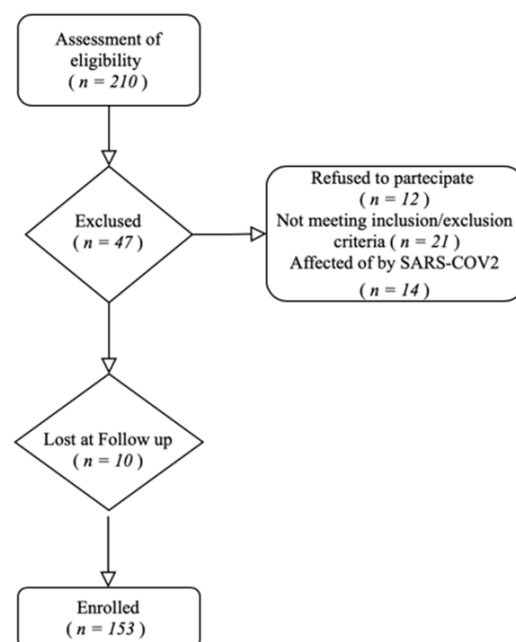 Assessment of
eligibility
( n = 210 )
Exclused
( n = 47 )
Refused to partecipate
( n = 12 )
Not meeting inclusion/exclusion
criteria ( n = 21 )
Affected of by SARS-COV2
( n = 14 )
Lost at Follow up
( n = 10 )
Enrolled
( n = 153 )